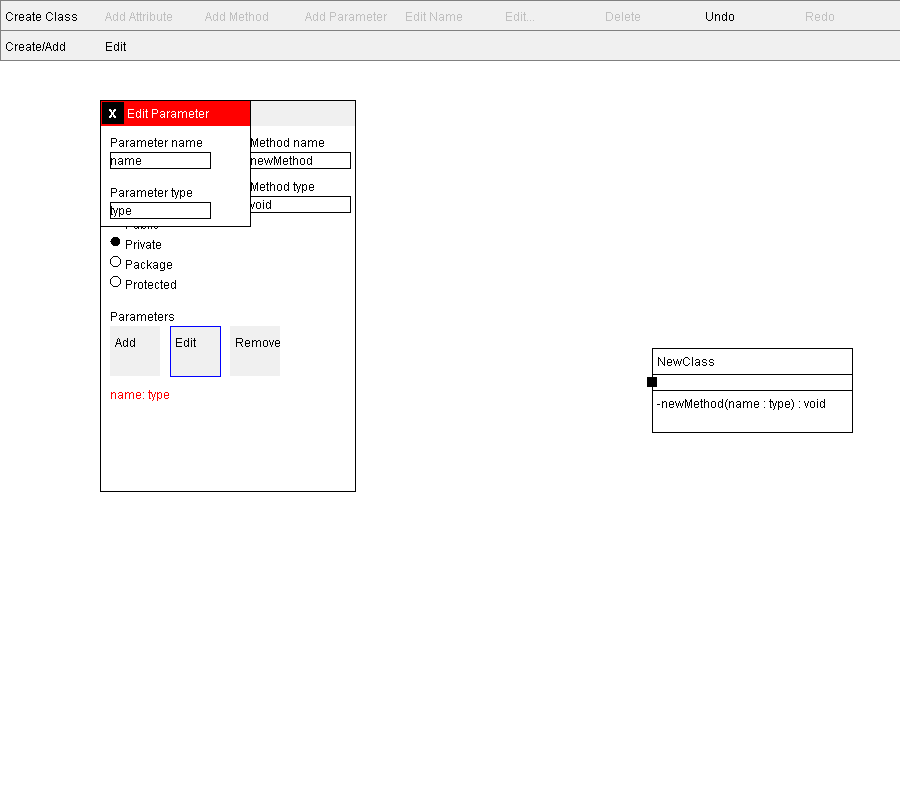 Create Class Add Attribute Add Method Add Parameter Edit Name Edit... Delete Undo Redo
Create/Add Edit
X Edit Parameter
Parameter name
name
Parameter type
type
Method name
newMethod
Method type
void
Public
Private
Package
Protected
Parameters
Add Edit Remove
name: type
NewClass
-newMethod(name : type) : void